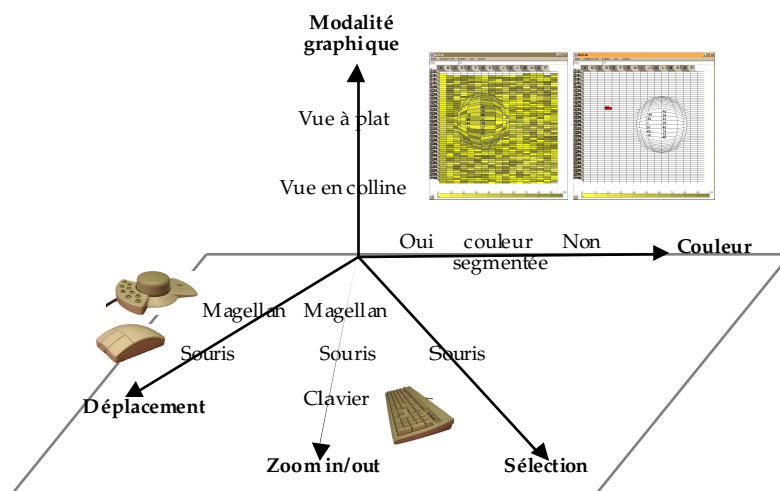 Modalité
graphique
Vue à plat
Vue en colline
Oui couleur Non
segmentée
Couleur
Magellan Magellan
Souris Souris Souris
Déplacement
Clavier
Zoom in/out
Sélection